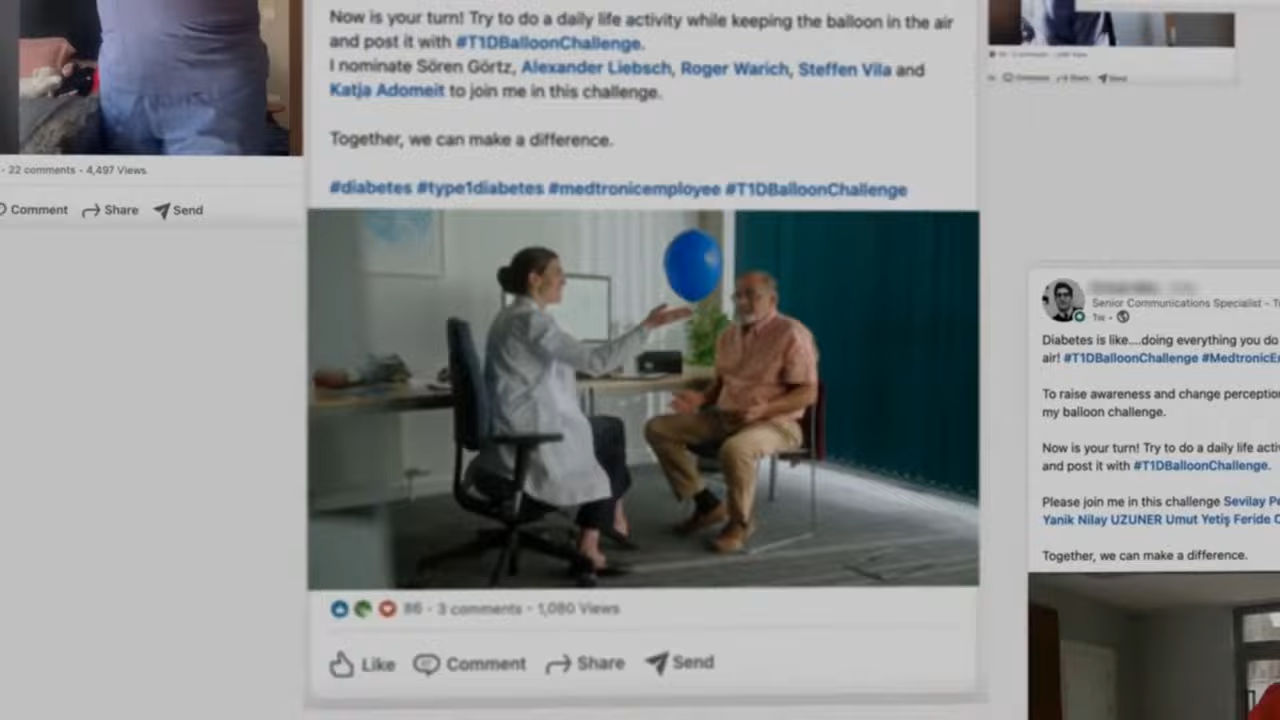 Now is your turn! Try to do a daily life activity while keeping the balloon in the air
and post it with #T1DBalloonChallenge.
I nominate Sören Görtz, Alexander Liebsch, Roger Warich, Steffen Vila and
Katja Adomeit to join me in this challenge.
Together, we can make a difference.
#diabetes #type1diabetes #medtronicemployee #T1DBalloonChallenge
86 · 3 comments · 1,080 Views
Like Comment Share Send
- 22 comments - 4,497 Views
Comment Share Send
Comment Share Send
Senior Communications Specialist -
1w •
Diabetes is like....doing everything you do
air! #T1DBalloonChallenge
To raise awareness and change
my balloon challenge.
Now is your turn! Try to do a daily life
and post it with #T1DBalloonChallenge.
Please join me in this challenge Sevilay
Yanik Nilay UZUNER Umut Yetiş Feride
Together, we can make a difference.